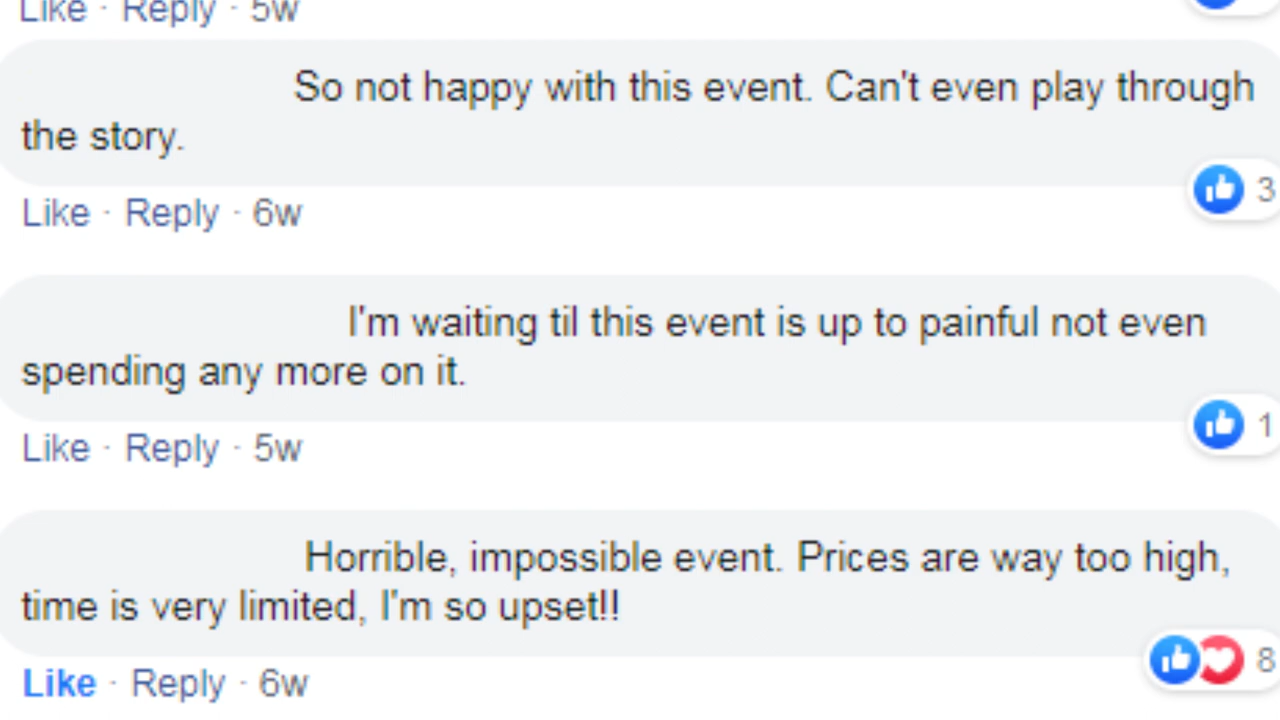 Like · Reply · 5w
So not happy with this event. Can't even play through
the story.
3
Like · Reply · 6w
I'm waiting til this event is up to painful not even
spending any more on it.
1
Like · Reply · 5w
Horrible, impossible event. Prices are way too high,
time is very limited, I'm so upset!!
8
Like · Reply · 6w